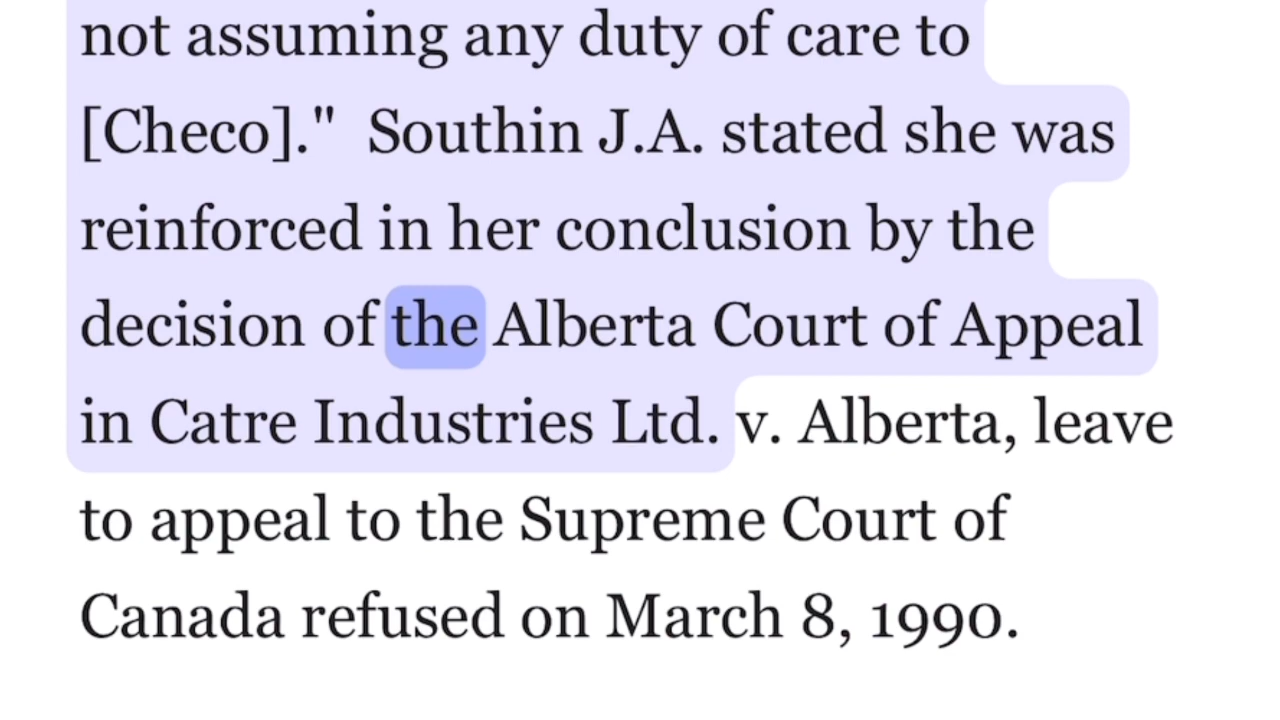 not assuming any duty of care to
[Checo]."  Southin J.A. stated she was
reinforced in her conclusion by the
decision of the Alberta Court of Appeal
in Catre Industries Ltd. v. Alberta, leave
to appeal to the Supreme Court of
Canada refused on March 8, 1990.